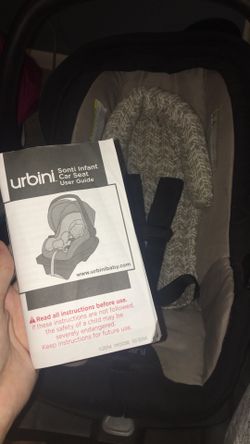 urbini
Sonti Infant
Car Seat
User Guide
www.urbinibaby.com
Read all instructions before use.
If these instructions are not followed,
the safety of a child may be
severely endangered.
Keep instructions for future use.